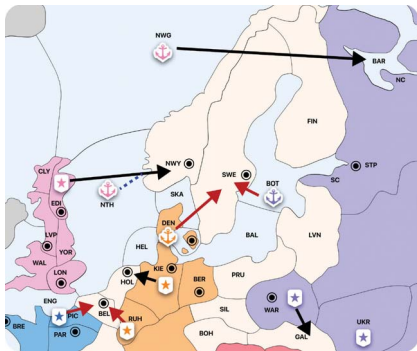 NWG
BAR
NC
FIN
CLY
NWY
SWE
STP
SC
BOT
NTH
SKA
EDI
DEN
LVP
YOR
HEL
BAL
LVN
WAL
KIE
BER
PRU
LON
HOL
ENG
PIC
BEL
RUH
SIL
WAR
BRE
PAR
BOH
GAL
UKR